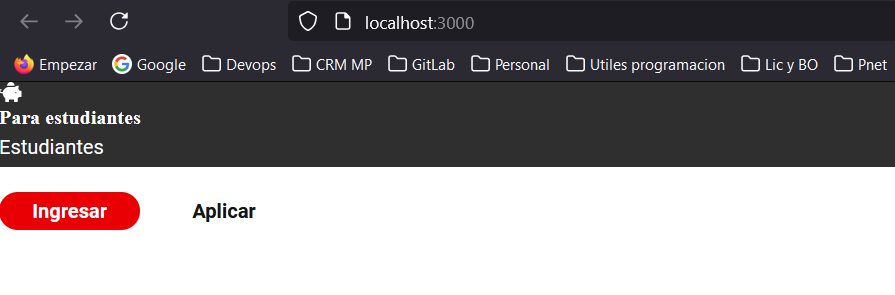 localhost:3000
Empezar Google Devops CRM MP GitLab Personal Utiles programacion Lic y BO Pnet
Para estudiantes
Estudiantes
Ingresar Aplicar